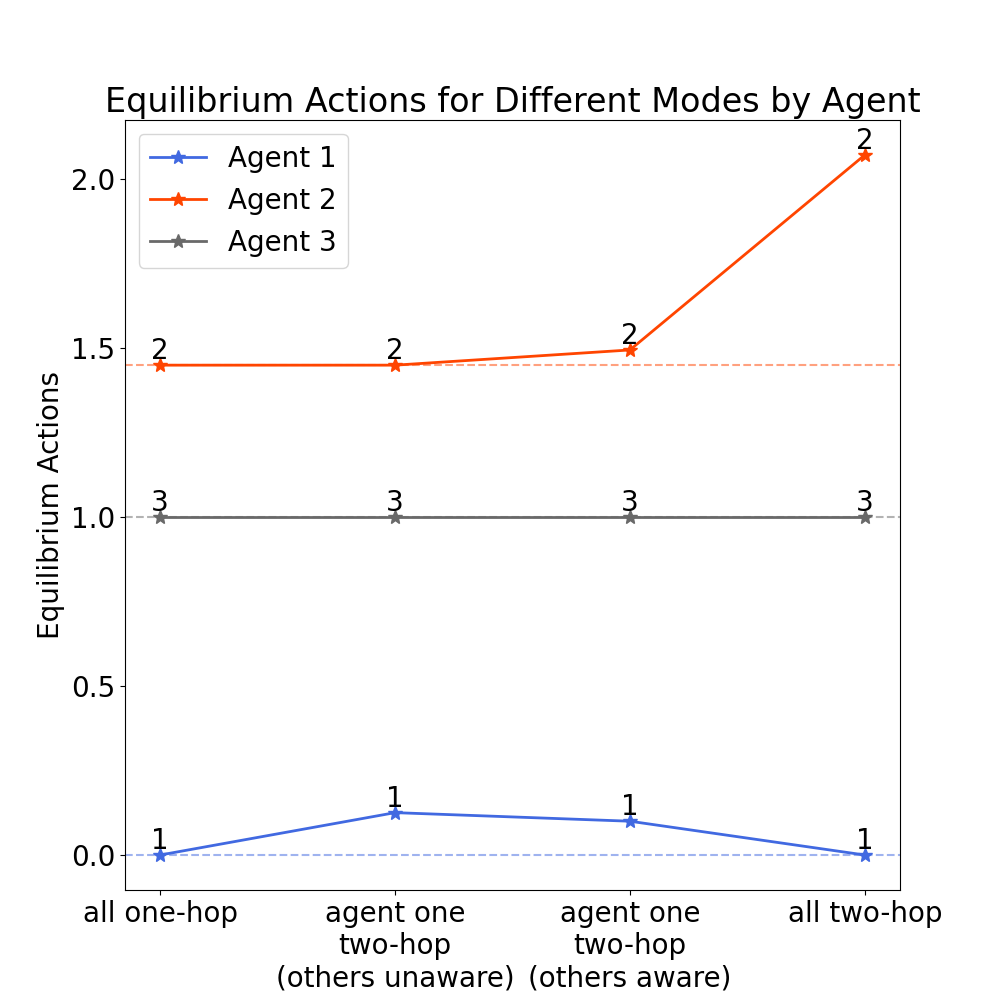 Equilibrium Actions for Different Modes by Agent
Agent 1
Agent 2
Agent 3
Equilibrium Actions
2.0
1.5
1.0
0.5
0.0
2
2
2
2
3
3
3
3
1
1
1
1
all one-hop
agent one
two-hop
(others unaware)
agent one
two-hop
(others aware)
all two-hop